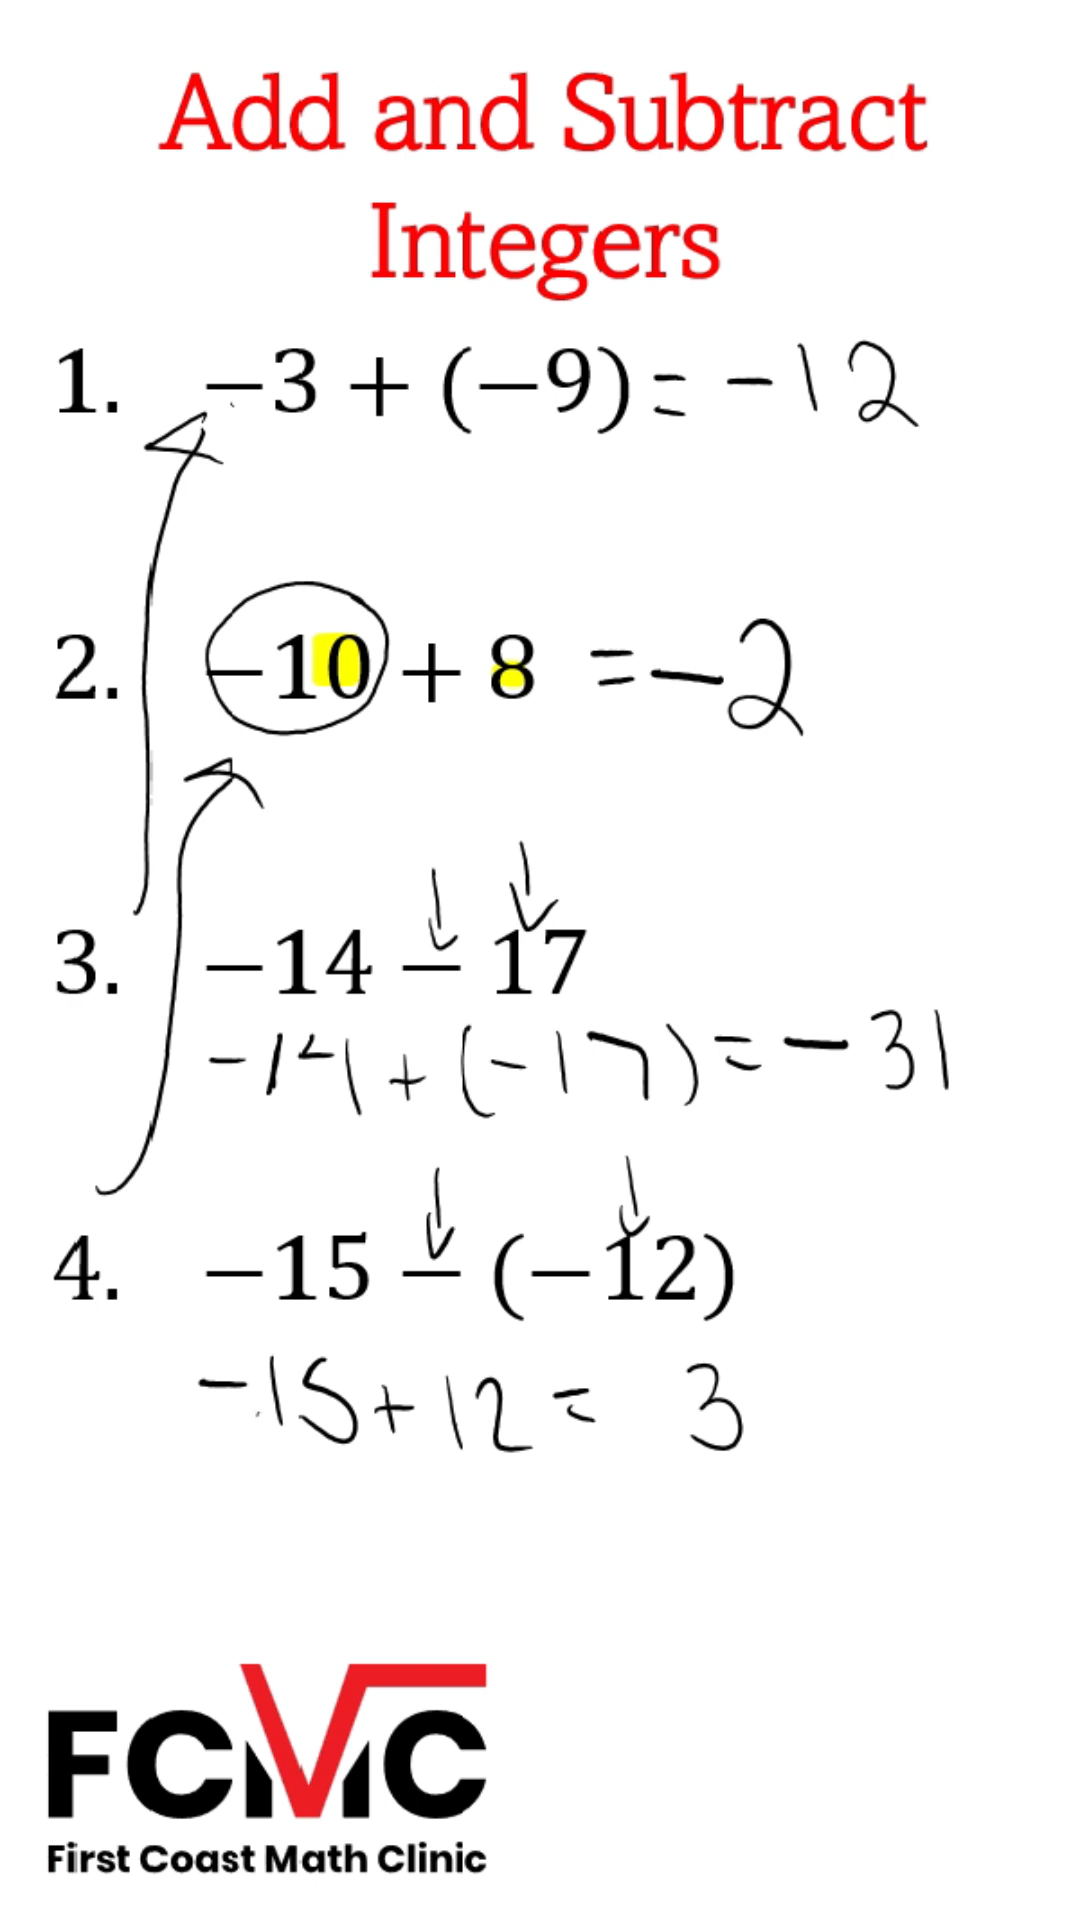 Add and Subtract
Integers
1. −3 + (−9) = −12
2. −10 + 8 = −2
3. −14 − 17
−14 + (−17) = −31
4. −15 − (−12)
−15 + 12 = 3
FCMC
First Coast Math Clinic